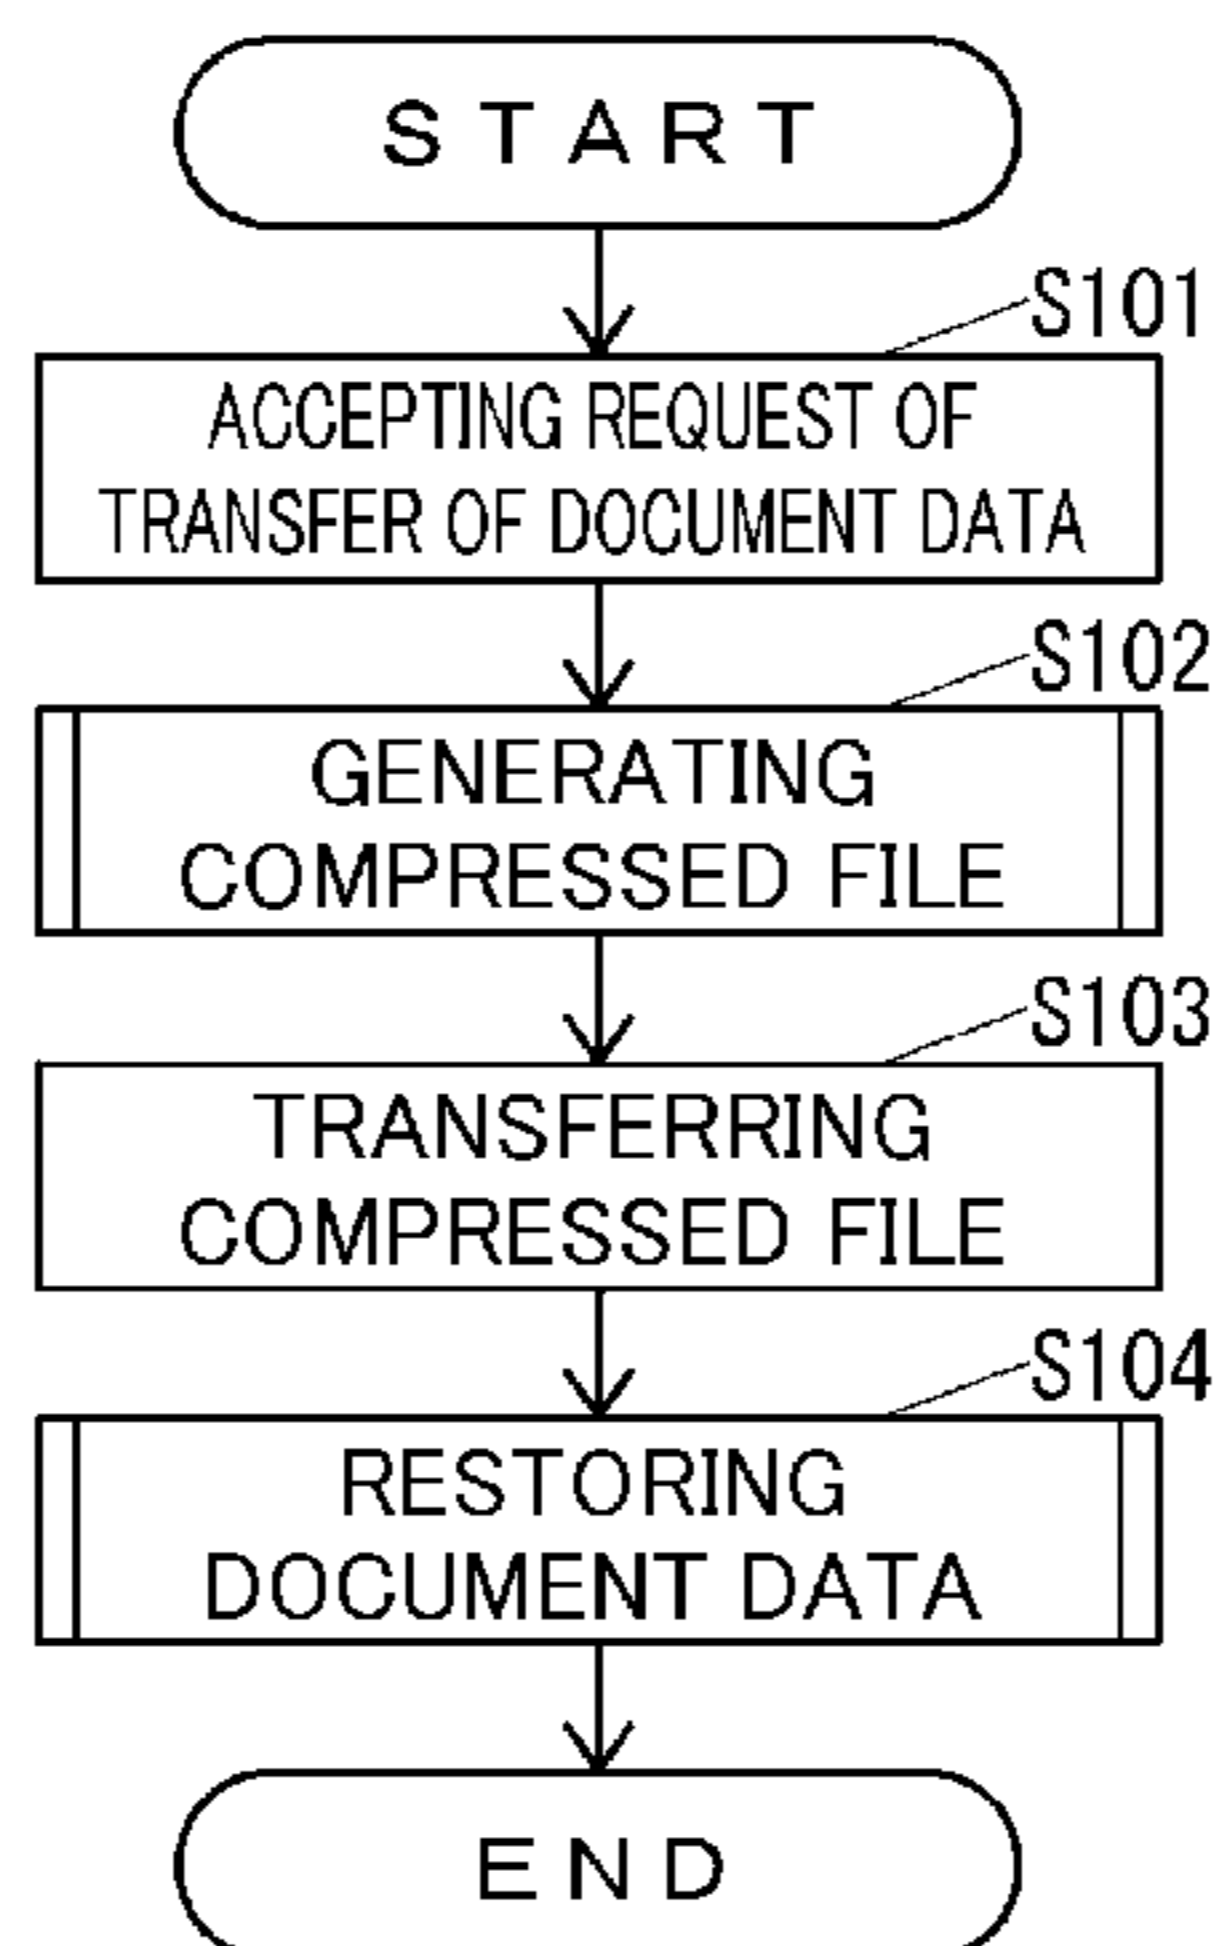 START
S101
ACCEPTING REQUEST OF
TRANSFER OF DOCUMENT DATA
S102
GENERATING
COMPRESSED FILE
S103
TRANSFERRING
COMPRESSED FILE
S104
RESTORING
DOCUMENT DATA
END